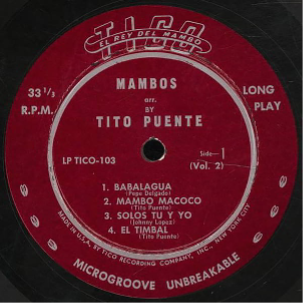 TICO
EL REY DEL MAMBO
MAMBOS
arr.
BY
TITO PUENTE
33 1/3
R.P.M.
LONG
PLAY
LP TICO-103
Side—1
(Vol. 2)
1. BABALAGUA
(Pepe Delgado)
2. MAMBO MACOCO
(Tito Puente)
3. SOLOS TU Y YO
(Johnny Lopez)
4. EL TIMBAL
(Tito Puente)
MADE IN U.S.A. BY TICO RECORDING COMPANY, INC. NEW YORK CITY
MICROGROOVE UNBREAKABLE